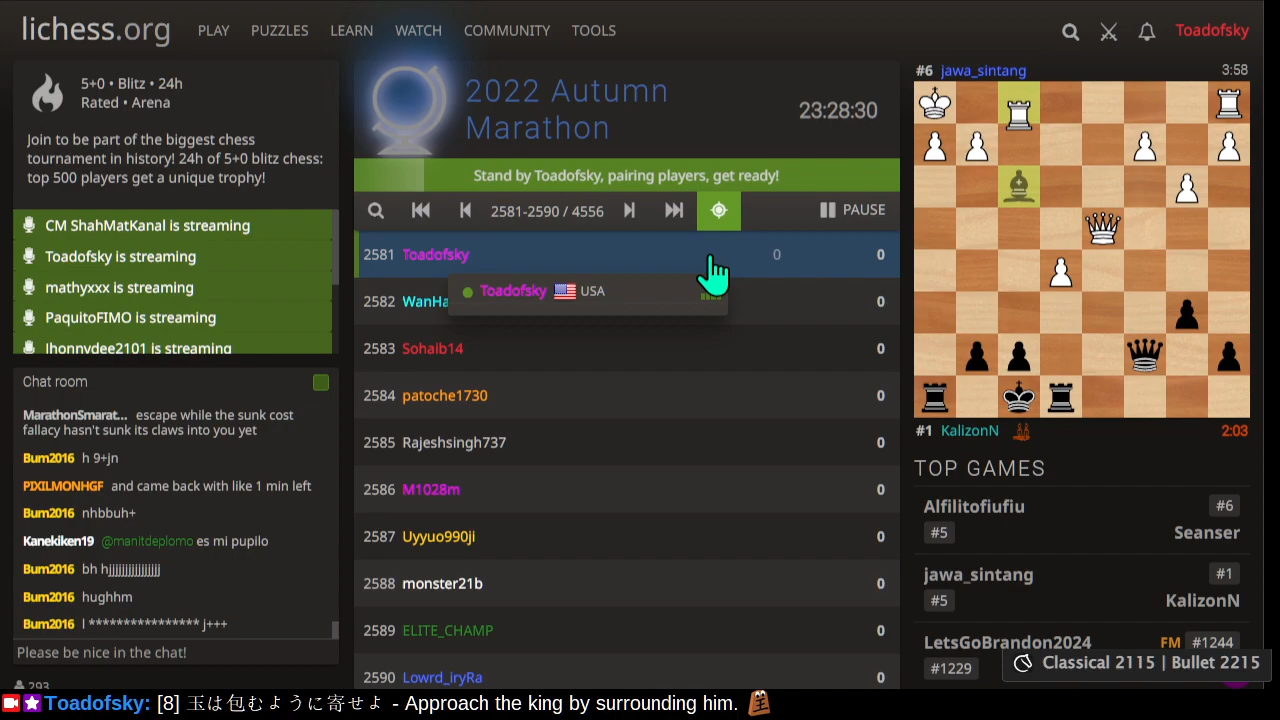 lichess.org PLAY PUZZLES LEARN WATCH COMMUNITY TOOLS Toadofsky
5+0 • Blitz • 24h
Rated • Arena
Join to be part of the biggest chess
tournament in history! 24h of 5+0 blitz chess:
top 500 players get a unique trophy!
CM ShahMatKanal is streaming
Toadofsky is streaming
mathyxxx is streaming
PaquitoFIMO is streaming
Jhonnydee2101 is streaming
Chat room
MarathonSmarat... escape while the sunk cost
fallacy hasn't sunk its claws into you yet
Bum2016 h 9+jn
PIXILMONHGF and came back with like 1 min left
Bum2016 nhbbuh+
Kanekiken19 @manitdeplomo es mi pupilo
Bum2016 bh hjjjjjjjjjjjjjjj
Bum2016 hughhm
Bum2016 l **************** j+++
Please be nice in the chat!
293
2022 Autumn
Marathon
23:28:30
Stand by Toadofsky, pairing players, get ready!
2581-2590 / 4556 PAUSE
2581 Toadofsky 0 0
Toadofsky USA
2582 WanHa 0
2583 Sohaib14 0
2584 patoche1730 0
2585 Rajeshsingh737 0
2586 M1028m 0
2587 Uyyuo990ji 0
2588 monster21b 0
2589 ELITE_CHAMP 0
2590 Lowrd_iryRa 0
#6 jawa_sintang 3:58
#1 KalizonN 2:03
TOP GAMES
Alfilitofiufiu #6
#5 Seanser
jawa_sintang #1
#5 KalizonN
LetsGoBrandon2024 FM #1244
#1229
Classical 2115 | Bullet 2215
Toadofsky: [8] 玉は包むように寄せよ - Approach the king by surrounding him.